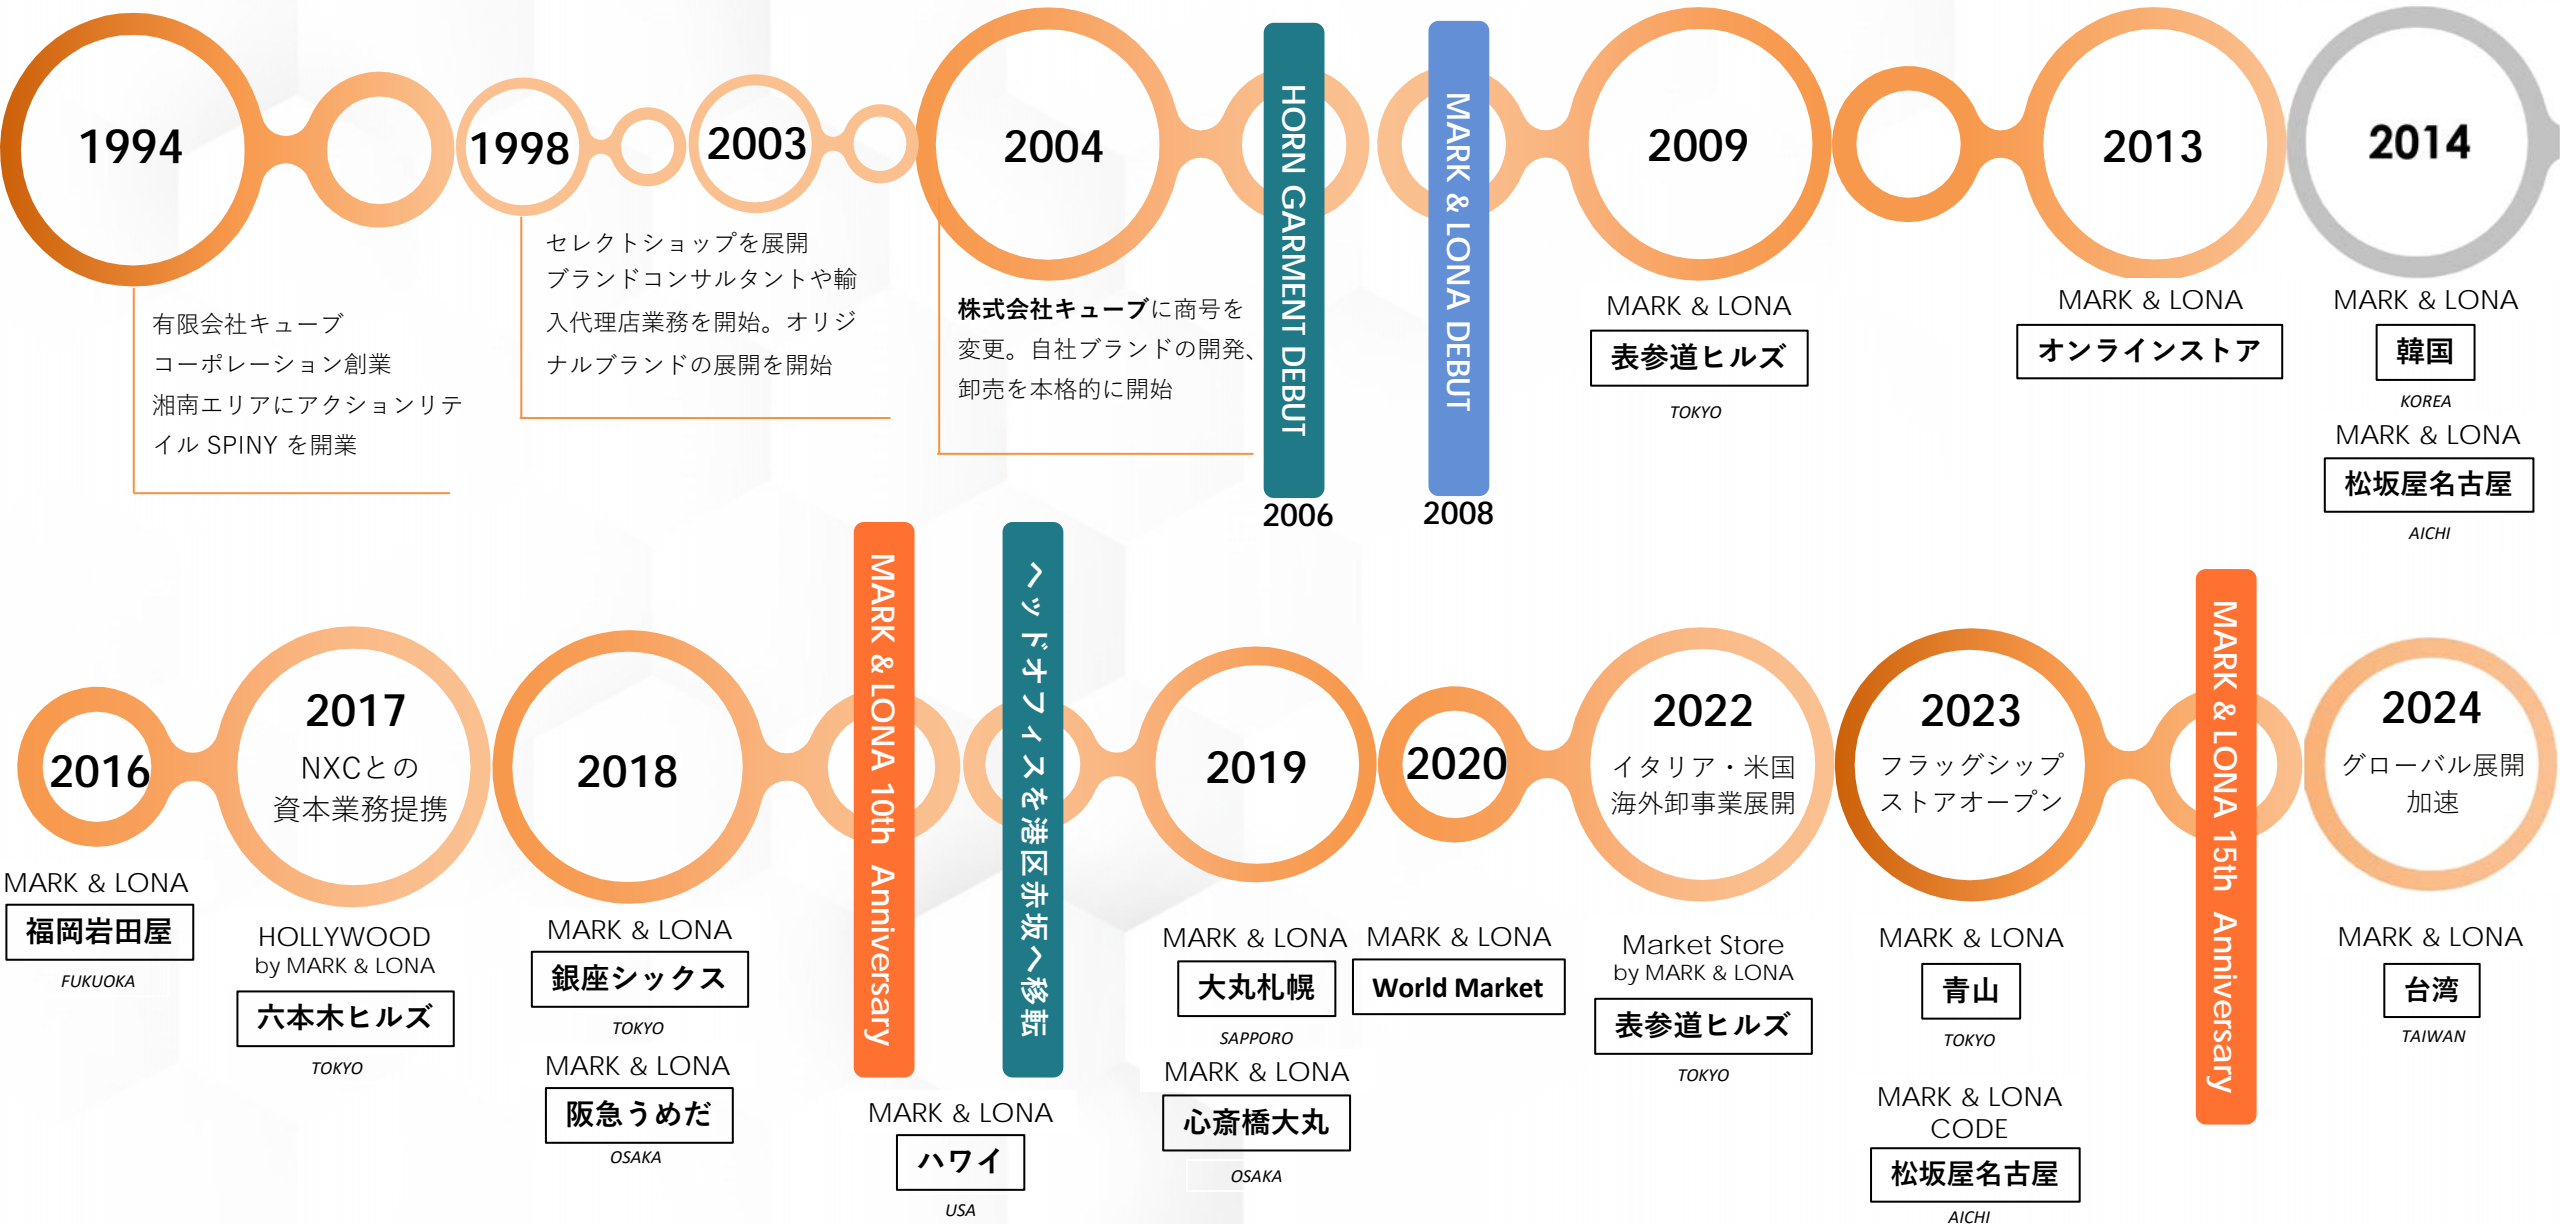 1994
有限会社キューブ
コーポレーション創業
湘南エリアにアクションリテ
イル SPINY を開業
1998
セレクトショップを展開
ブランドコンサルタントや輸
入代理店業務を開始。オリジ
ナルブランドの展開を開始
2003
2004
株式会社キューブに商号を
変更。自社ブランドの開発、
卸売を本格的に開始
HORN GARMENT DEBUT
2006
MARK & LONA DEBUT
2008
2009
MARK & LONA
表参道ヒルズ
TOKYO
2013
MARK & LONA
オンラインストア
2014
MARK & LONA
韓国
KOREA
MARK & LONA
松坂屋名古屋
AICHI
2016
MARK & LONA
福岡岩田屋
FUKUOKA
2017
NXCとの
資本業務提携
HOLLYWOOD
by MARK & LONA
六本木ヒルズ
TOKYO
2018
MARK & LONA
銀座シックス
TOKYO
MARK & LONA
阪急うめだ
OSAKA
MARK & LONA 10th Anniversary
MARK & LONA
ハワイ
USA
ヘッドオフィスを港区赤坂へ移転
2019
MARK & LONA
大丸札幌
SAPPORO
MARK & LONA
心斎橋大丸
OSAKA
2020
MARK & LONA
World Market
2022
イタリア・米国
海外卸事業展開
Market Store
by MARK & LONA
表参道ヒルズ
TOKYO
2023
フラッグシップ
ストアオープン
MARK & LONA
青山
TOKYO
MARK & LONA
CODE
松坂屋名古屋
AICHI
MARK & LONA 15th Anniversary
2024
グローバル展開
加速
MARK & LONA
台湾
TAIWAN